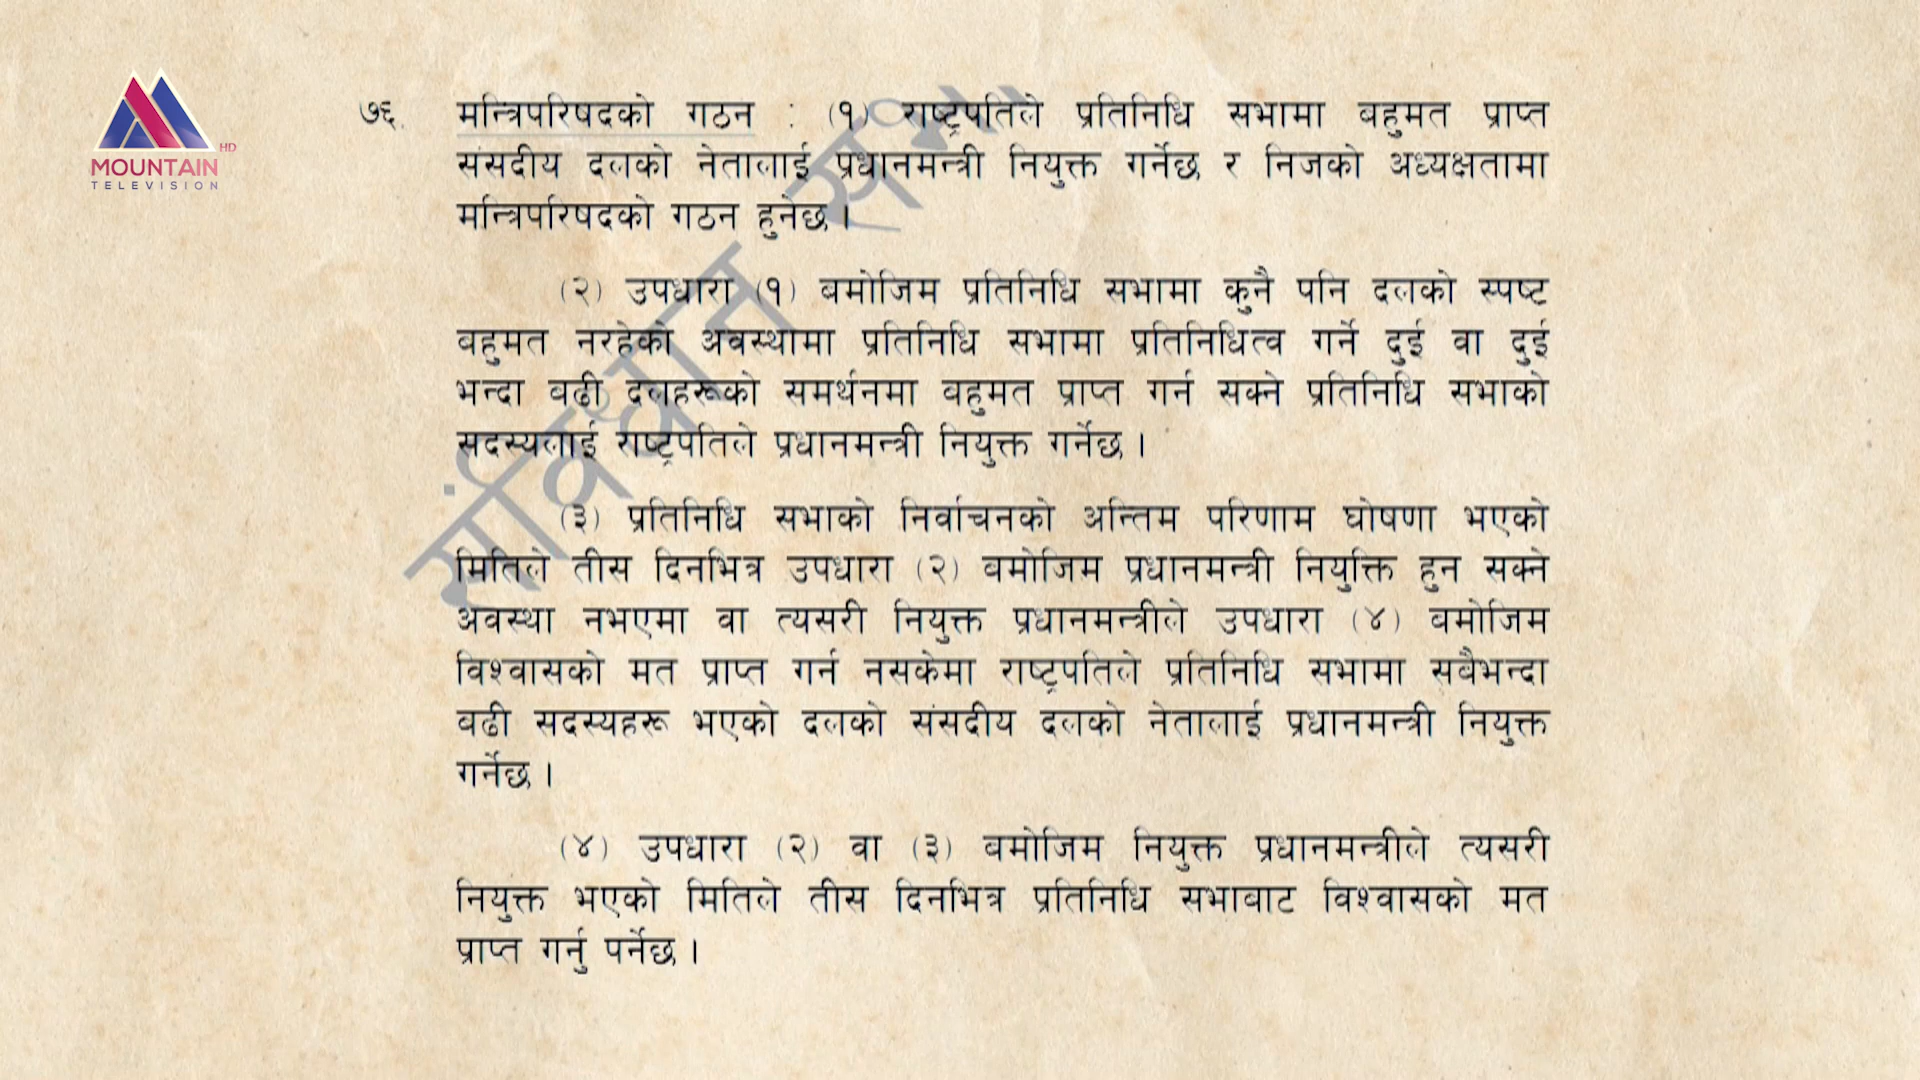 MOUNTAIN HD
TELEVISION
७६. मन्त्रिपरिषदको गठन : (१) राष्ट्रपतिले प्रतिनिधि सभामा बहुमत प्राप्त
संसदीय दलको नेतालाई प्रधानमन्त्री नियुक्त गर्नेछ र निजको अध्यक्षतामा
मन्त्रिपरिषदको गठन हुनेछ ।
(२) उपधारा (१) बमोजिम प्रतिनिधि सभामा कुनै पनि दलको स्पष्ट
बहुमत नरहेको अवस्थामा प्रतिनिधि सभामा प्रतिनिधित्व गर्ने दुई वा दुई
भन्दा बढी दलहरूको समर्थनमा बहुमत प्राप्त गर्न सक्ने प्रतिनिधि सभाको
सदस्यलाई राष्ट्रपतिले प्रधानमन्त्री नियुक्त गर्नेछ ।
(३) प्रतिनिधि सभाको निर्वाचनको अन्तिम परिणाम घोषणा भएको
मितिले तीस दिनभित्र उपधारा (२) बमोजिम प्रधानमन्त्री नियुक्ति हुन सक्ने
अवस्था नभएमा वा त्यसरी नियुक्त प्रधानमन्त्रीले उपधारा (४) बमोजिम
विश्वासको मत प्राप्त गर्न नसकेमा राष्ट्रपतिले प्रतिनिधि सभामा सबैभन्दा
बढी सदस्यहरू भएको दलको संसदीय दलको नेतालाई प्रधानमन्त्री नियुक्त
गर्नेछ ।
(४) उपधारा (२) वा (३) बमोजिम नियुक्त प्रधानमन्त्रीले त्यसरी
नियुक्त भएको मितिले तीस दिनभित्र प्रतिनिधि सभाबाट विश्वासको मत
प्राप्त गर्नु पर्नेछ ।
संविधान